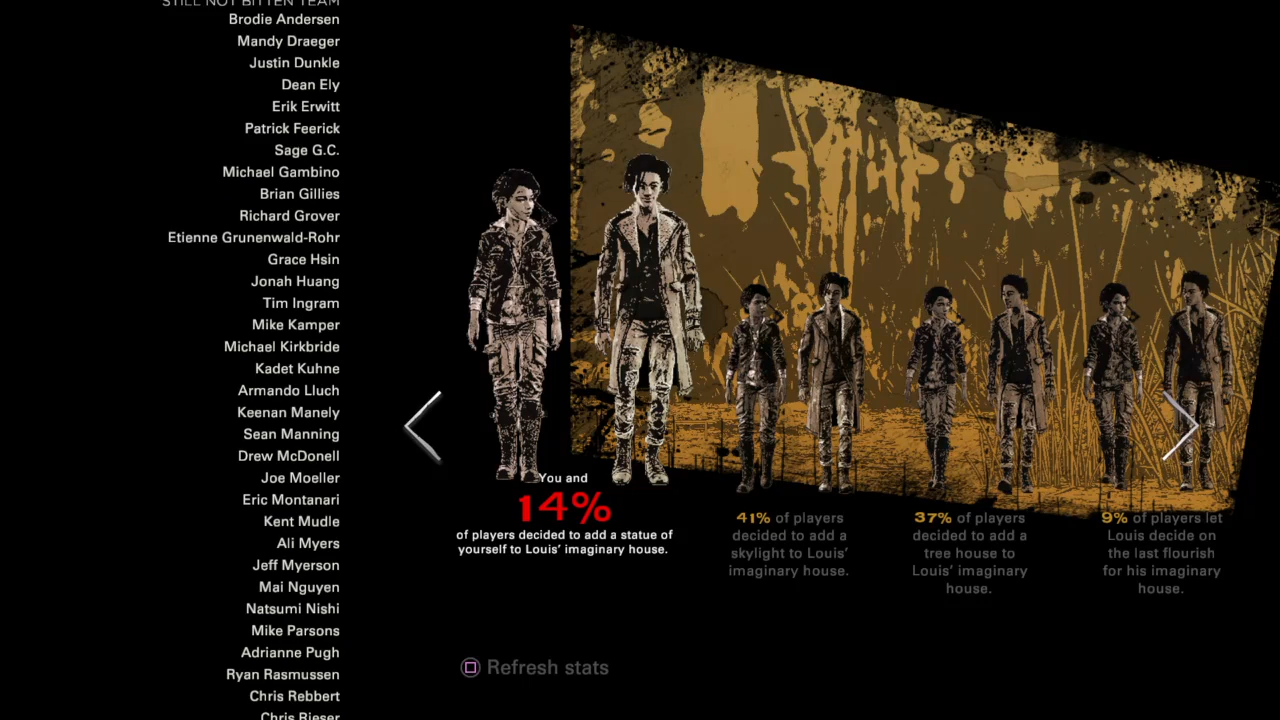 STILL NOT BITTEN TEAM
Brodie Andersen
Mandy Draeger
Justin Dunkle
Dean Ely
Erik Erwitt
Patrick Feerick
Sage G.C.
Michael Gambino
Brian Gillies
Richard Grover
Etienne Grunenwald-Rohr
Grace Hsin
Jonah Huang
Tim Ingram
Mike Kamper
Michael Kirkbride
Kadet Kuhne
Armando Lluch
Keenan Manely
Sean Manning
Drew McDonell
Joe Moeller
Eric Montanari
Kent Mudle
Ali Myers
Jeff Myerson
Mai Nguyen
Natsumi Nishi
Mike Parsons
Adrianne Pugh
Ryan Rasmussen
Chris Rebbert
Chris Rieser
You and
14%
of players decided to add a statue of
yourself to Louis' imaginary house.
41% of players
decided to add a
skylight to Louis'
imaginary house.
37% of players
decided to add a
tree house to
Louis' imaginary
house.
9% of players let
Louis decide on
the last flourish
for his imaginary
house.
Refresh stats